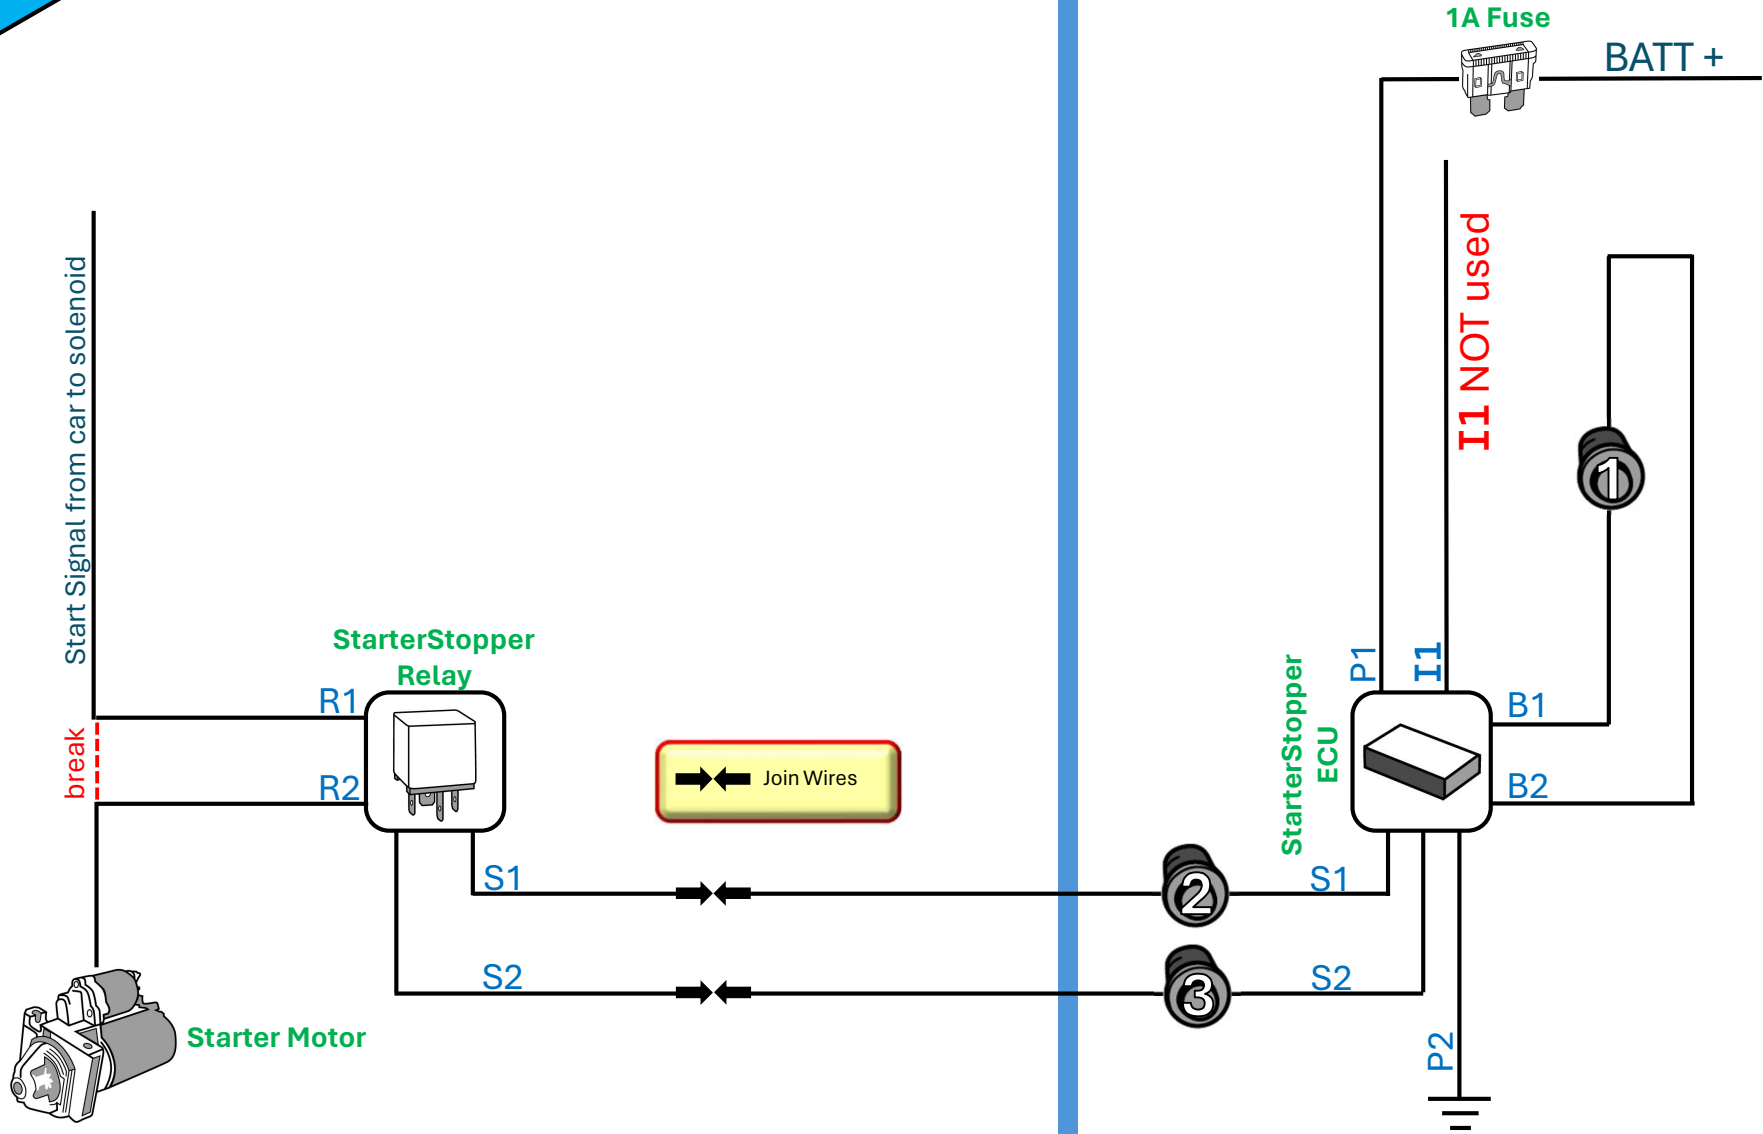 1A Fuse
BATT +
Start Signal from car to solenoid
I1 NOT used
1
StarterStopper
Relay
P1
I1
R1
B1
break
StarterStopper
ECU
Join Wires
R2
B2
S1
2
S1
S2
3
S2
Starter Motor
P2